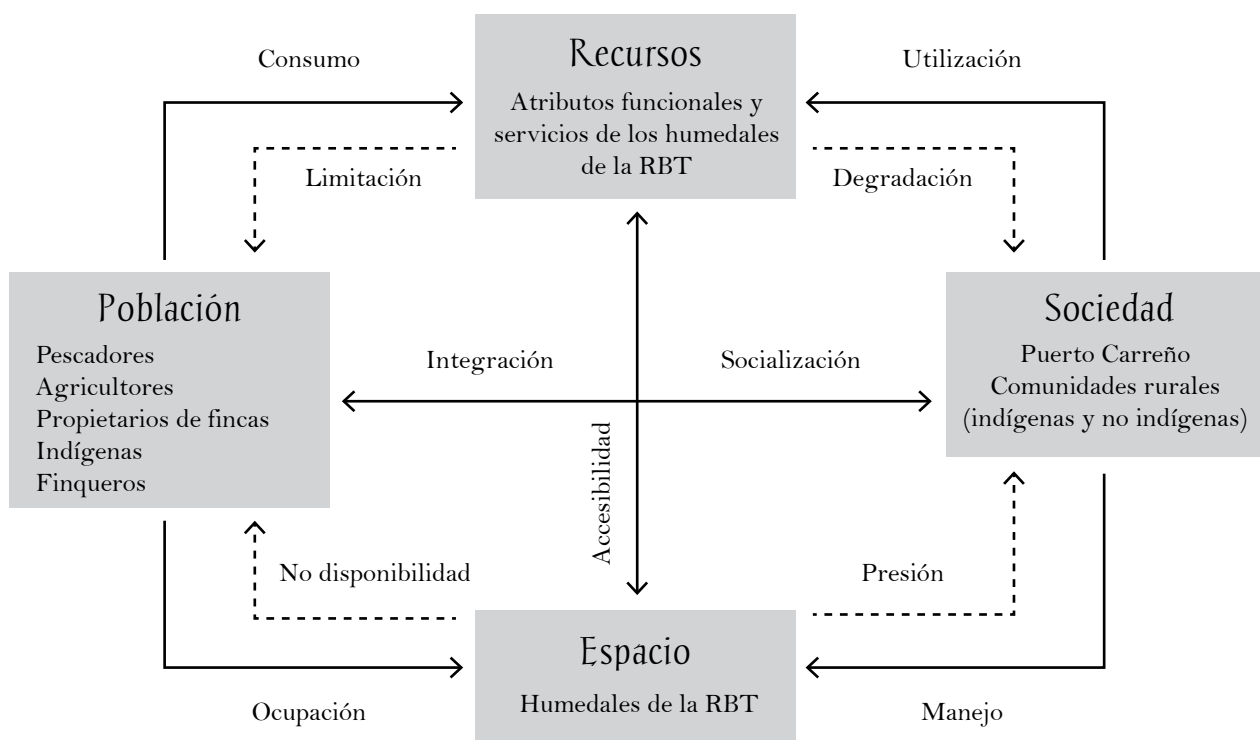 Consumo
Recursos
Utilización
Atributos funcionales y
servicios de los humedales
de la RBT
Limitación
Degradación
Población
Pescadores
Agricultores
Propietarios de fincas
Indígenas
Finqueros
Integración
Socialización
Sociedad
Puerto Carreño
Comunidades rurales
(indígenas y no indígenas)
Accesibilidad
No disponibilidad
Presión
Espacio
Humedales de la RBT
Ocupación
Manejo